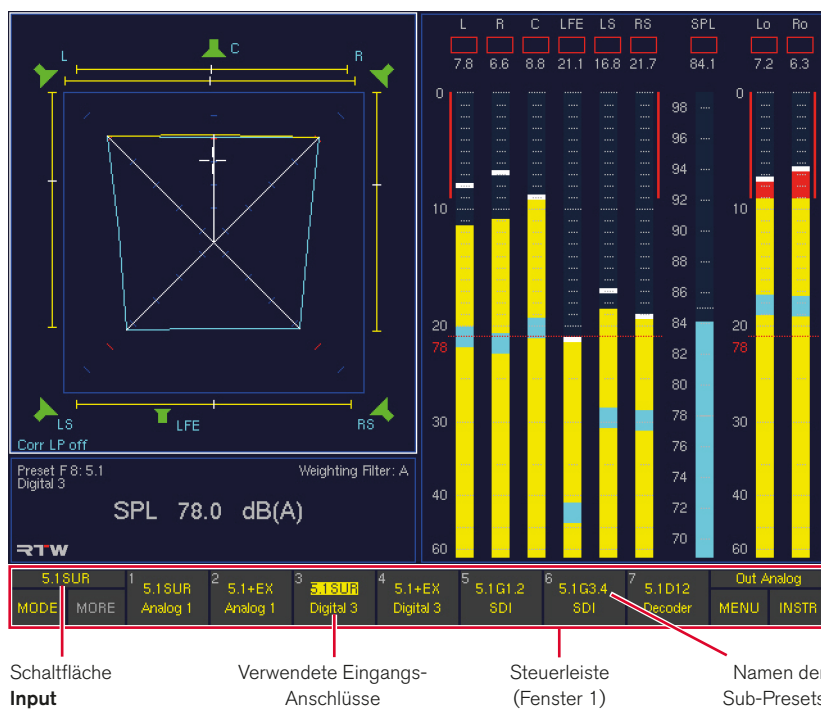 L R C LFE LS RS SPL Lo Ro
7.8 6.6 8.8 21.1 16.8 21.7 84.1 7.2 6.3
C
L R
LS LFE RS
Corr LP off
0 98 0
96
94
92
10 90 10
88
86
20 84 20
78 82 78
80
30 78 30
76
74
40 72 40
70
60 60
Preset F 8: 5.1 Weighting Filter: A
Digital 3
SPL 78.0 dB(A)
RTW
5.1SUR 1 5.1SUR 2 5.1+EX 3 5.1SUR 4 5.1+EX 5 5.1G1.2 6 5.1G3.4 7 5.1D12 Out Analog
MODE MORE Analog 1 Analog 1 Digital 3 Digital 3 SDI SDI Decoder MENU INSTR
Schaltfläche Verwendete Eingangs- Steuerleiste Namen der
Input Anschlüsse (Fenster 1) Sub-Presets